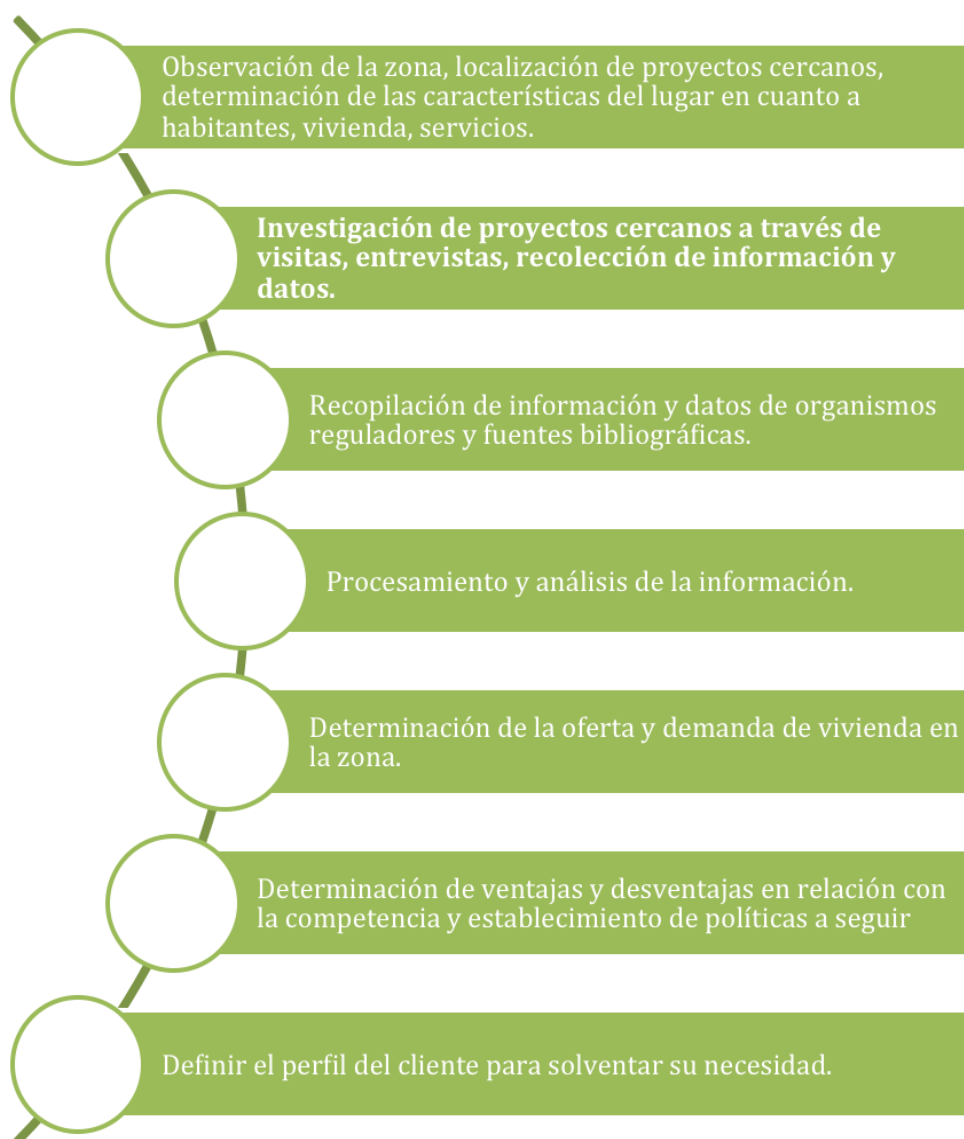 Observación de la zona, localización de proyectos cercanos,
determinación de las características del lugar en cuanto a
habitantes, vivienda, servicios.
Investigación de proyectos cercanos a través de
visitas, entrevistas, recolección de información y
datos.
Recopilación de información y datos de organismos
reguladores y fuentes bibliográficas.
Procesamiento y análisis de la información.
Determinación de la oferta y demanda de vivienda en
la zona.
Determinación de ventajas y desventajas en relación con
la competencia y establecimiento de políticas a seguir
Definir el perfil del cliente para solventar su necesidad.